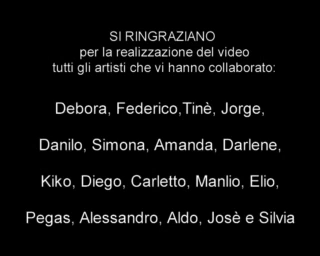 SI RINGRAZIANO
per la realizzazione del video
tutti gli artisti che vi hanno collaborato:
Debora, Federico,Tinè, Jorge,
Danilo, Simona, Amanda, Darlene,
Kiko, Diego, Carletto, Manlio, Elio,
Pegas, Alessandro, Aldo, Josè e Silvia